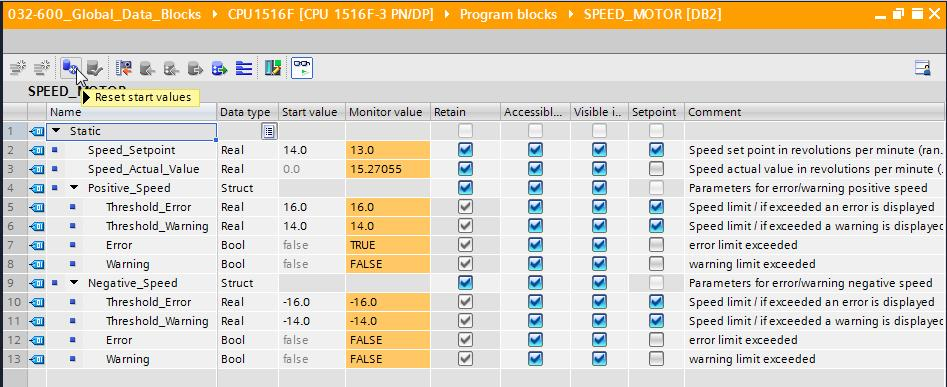 032-600_Global_Data_Blocks ▸ CPU1516F [CPU 1516F-3 PN/DP] ▸ Program blocks ▸ SPEED_MOTOR [DB2]
Reset start values
Name Data type Start value Monitor value Retain Accessibl... Visible i.. Setpoint Comment
1 Static
2 Speed_Setpoint Real 14.0 13.0 Speed set point in revolutions per minute (ran.
3 Speed_Actual_Value Real 0.0 15.27055 Speed actual value in revolutions per minute (.
4 Positive_Speed Struct Parameters for error/warning positive speed
5 Threshold_Error Real 16.0 16.0 Speed limit / if exceeded an error is displayed
6 Threshold_Warning Real 14.0 14.0 Speed limit / if exceeded a warning is displayed
7 Error Bool false TRUE error limit exceeded
8 Warning Bool false FALSE warning limit exceeded
9 Negative_Speed Struct Parameters for error/warning negative speed
10 Threshold_Error Real -16.0 -16.0 Speed limit / if exceeded an error is displayed
11 Threshold_Warning Real -14.0 -14.0 Speed limit / if exceeded a warning is displayed
12 Error Bool false FALSE error limit exceeded
13 Warning Bool false FALSE warning limit exceeded